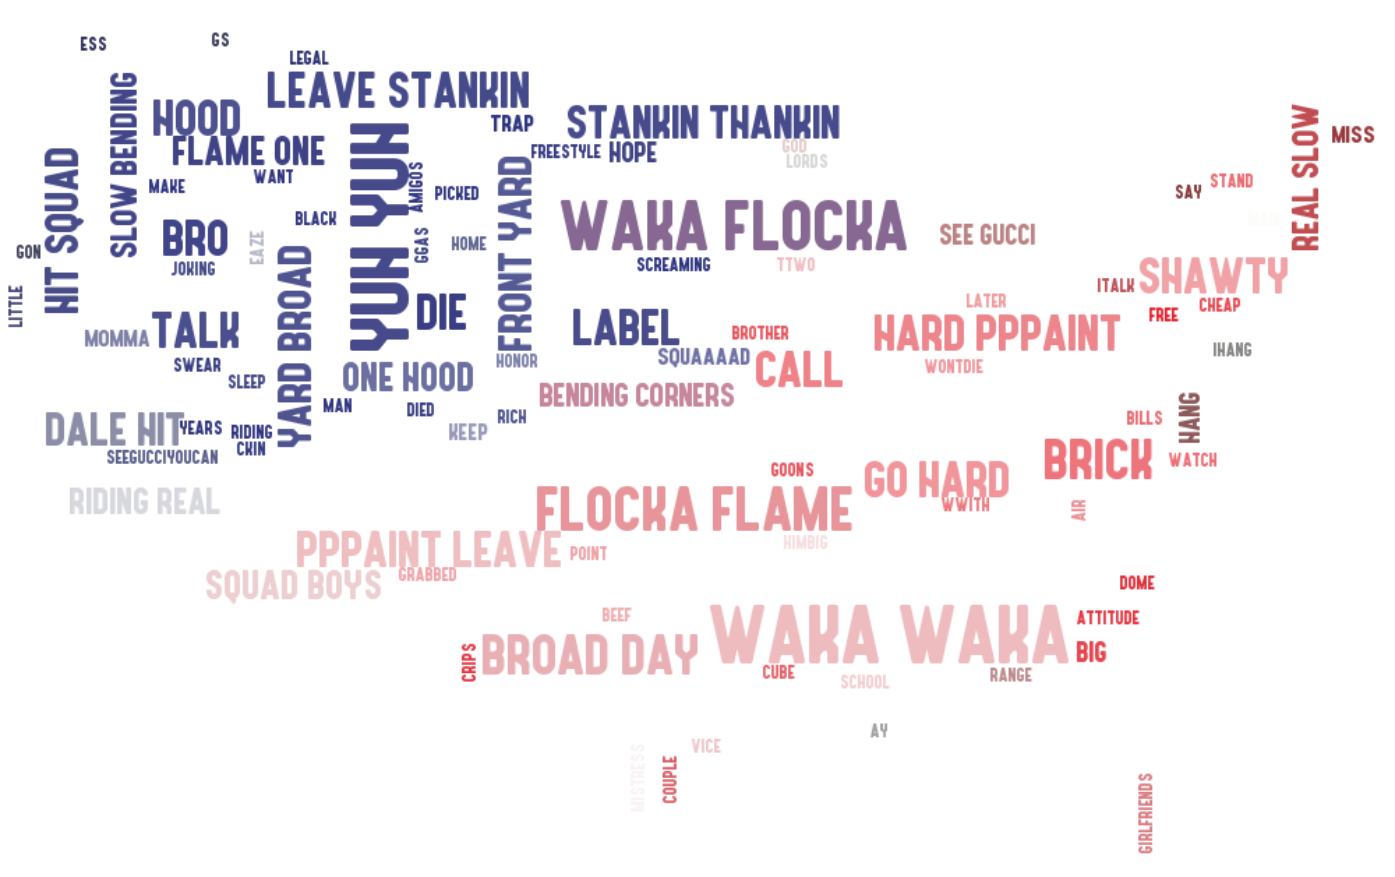 ESS
GS
LEGAL
LEAVE STANKIN
SLOW BENDING
HOOD
STANKIN THANKIN
TRAP
REAL SLOW
MISS
FLAME ONE
YUH YUH
FREESTYLE
HOPE
GOD
LORDS
HIT SQUAD
MAKE
WANT
AMIGOS
PICKED
FRONT YARD
SAY
STAND
BLACK
WAKA FLOCKA
SEE GUCCI
GON
BRO
EAZE
GGAS
HOME
JOKING
SCREAMING
TTWO
SHAWTY
ITALK
CHEAP
LITTLE
YARD BROAD
DIE
LATER
FREE
MOMMA
TALK
LABEL
BROTHER
HARD PPPAINT
IHANG
SWEAR
SLEEP
ONE HOOD
HONOR
SQUAAAAD
CALL
WONTDIE
MAN
DIED
BENDING CORNERS
DALE HIT
YEARS
RIDING
CKIN
KEEP
RICH
BILLS
HANG
SEEGUCCIYOUCAN
GOONS
BRICK
WATCH
RIDING REAL
FLOCKA FLAME
GO HARD
WWITH
AIR
PPPAINT LEAVE
POINT
HIMBIG
SQUAD BOYS
GRABBED
DOME
BEEF
WAKA WAKA
ATTITUDE
CRIPS
BROAD DAY
BIG
CUBE
SCHOOL
RANGE
AY
VICE
MISTRESS
COUPLE
GIRLFRIENDS